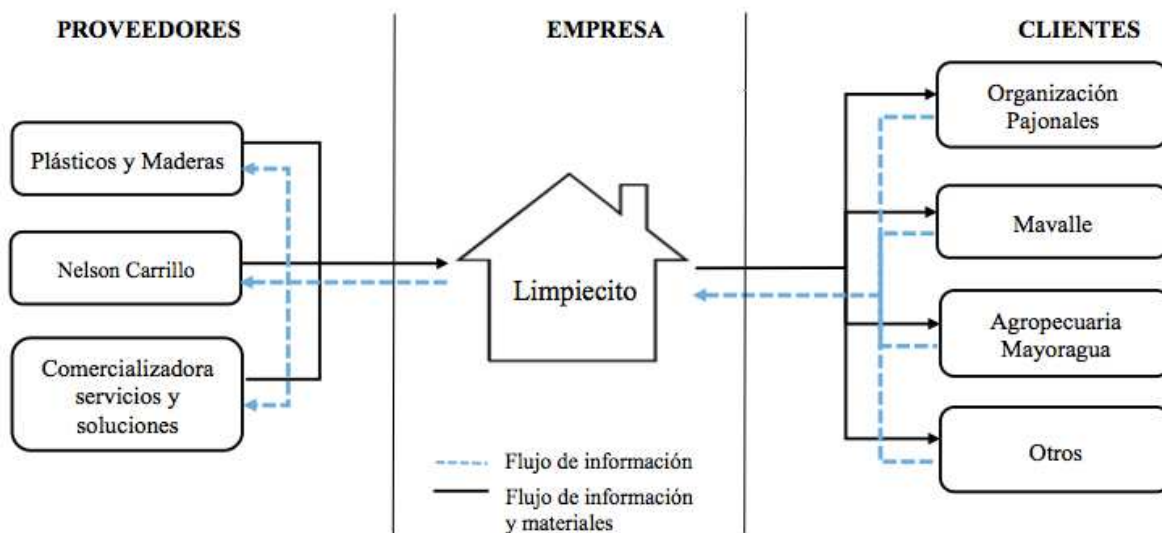 PROVEEDORES
EMPRESA
CLIENTES
Plásticos y Maderas
Nelson Carrillo
Comercializadora
servicios y
soluciones
Limpiecito
Organización
Pajonales
Mavalle
Agropecuaria
Mayoragua
Otros
Flujo de información
Flujo de información
y materiales